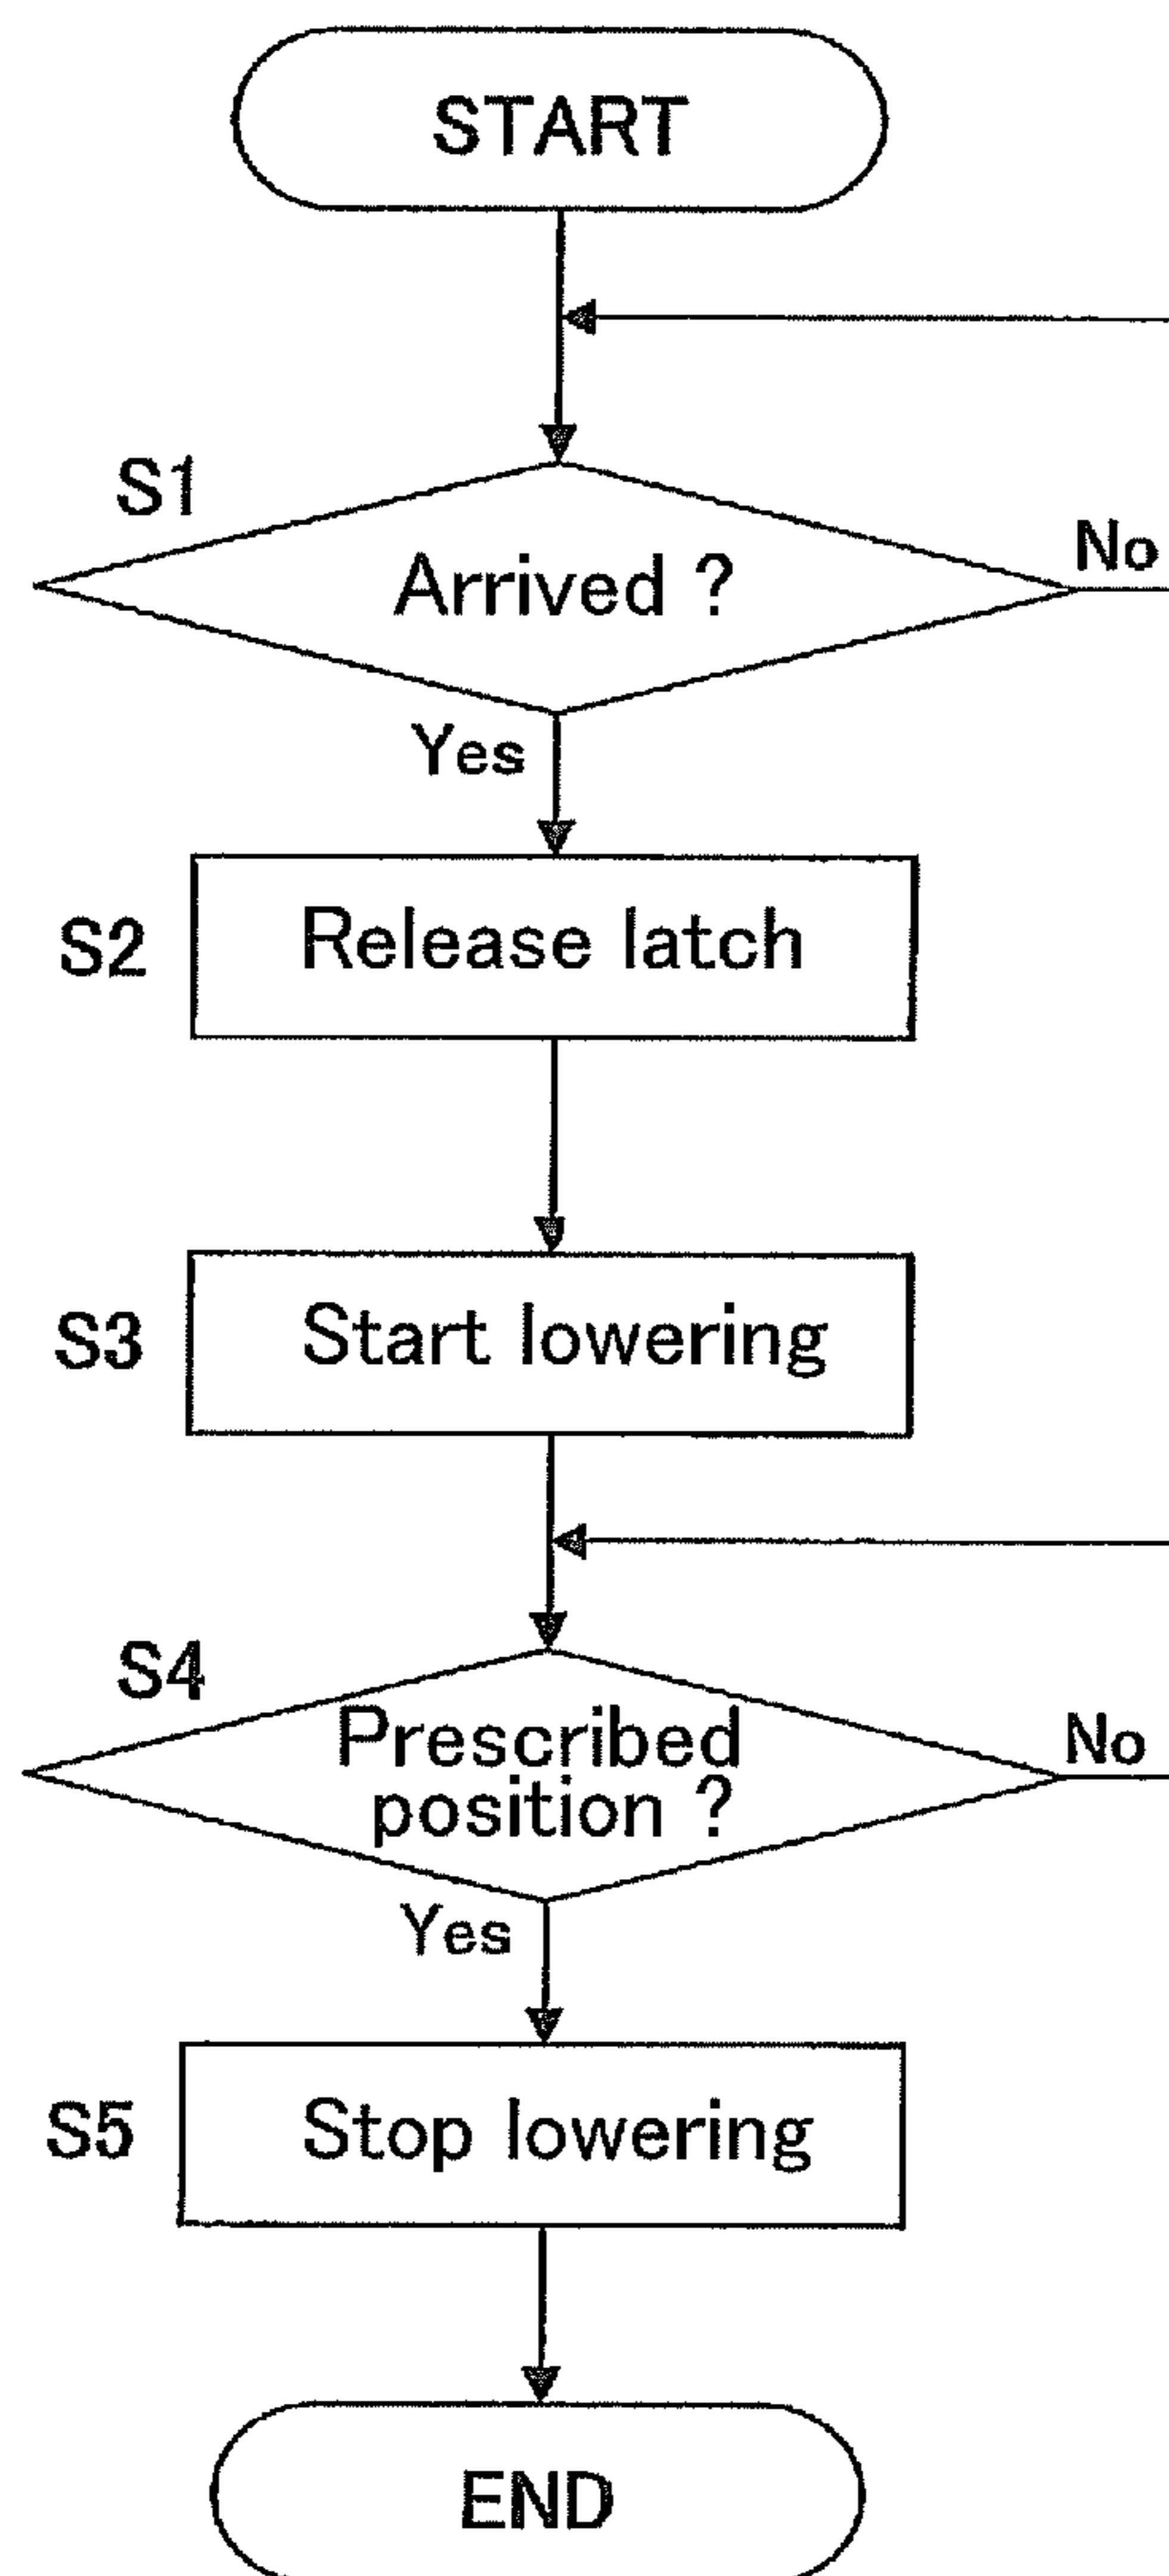 START
S1
Arrived ?
No
Yes
S2
Release latch
S3
Start lowering
S4
Prescribed
position ?
No
Yes
S5
Stop lowering
END